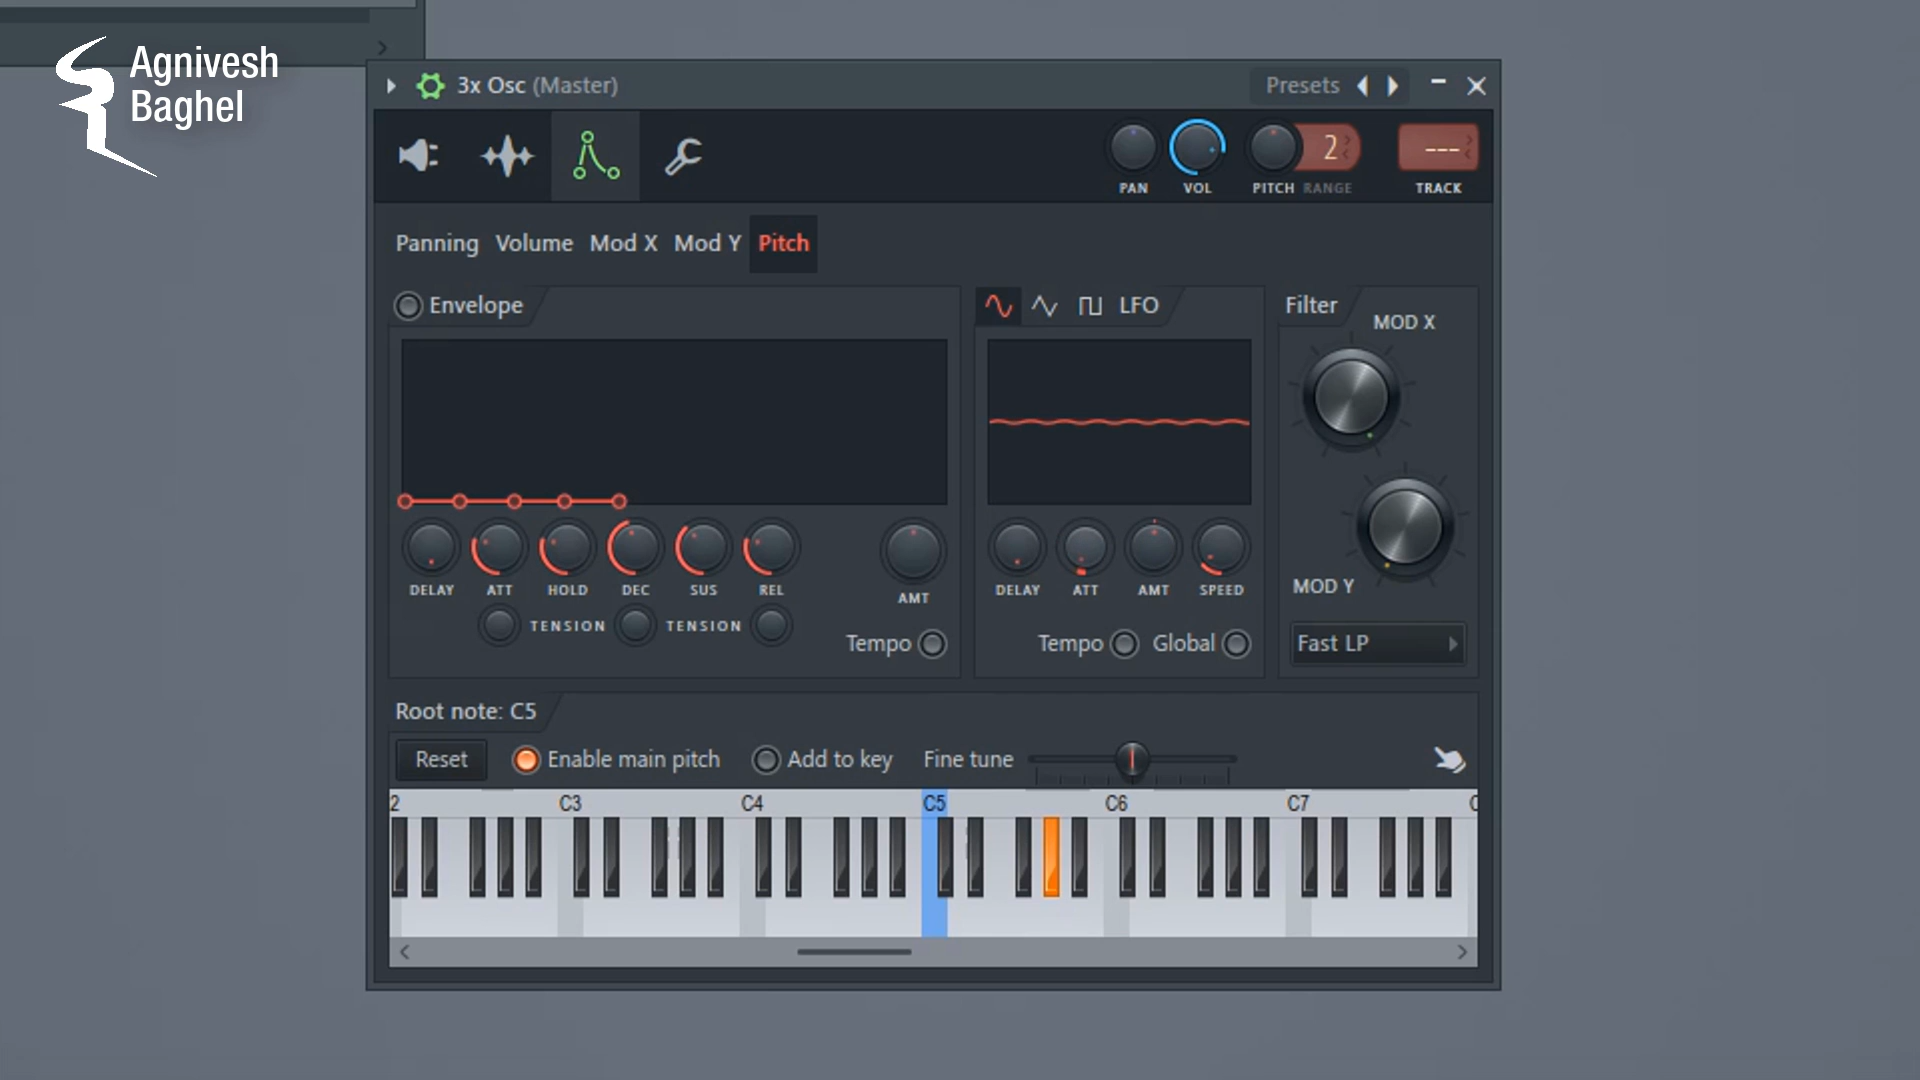 Agnivesh
Baghel
3x Osc (Master)
Presets
PAN VOL PITCH RANGE TRACK
2 ---
Panning Volume Mod X Mod Y Pitch
Envelope
LFO
Filter
MOD X
DELAY ATT HOLD DEC SUS REL
AMT
TENSION TENSION
Tempo
DELAY ATT AMT SPEED
Tempo Global
MOD Y
Fast LP
Root note: C5
Reset Enable main pitch Add to key Fine tune
2 C3 C4 C5 C6 C7